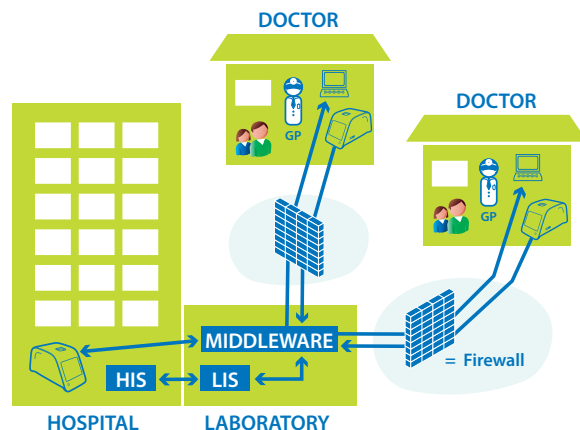 DOCTOR
GP
DOCTOR
GP
MIDDLEWARE
= Firewall
HIS
LIS
HOSPITAL
LABORATORY